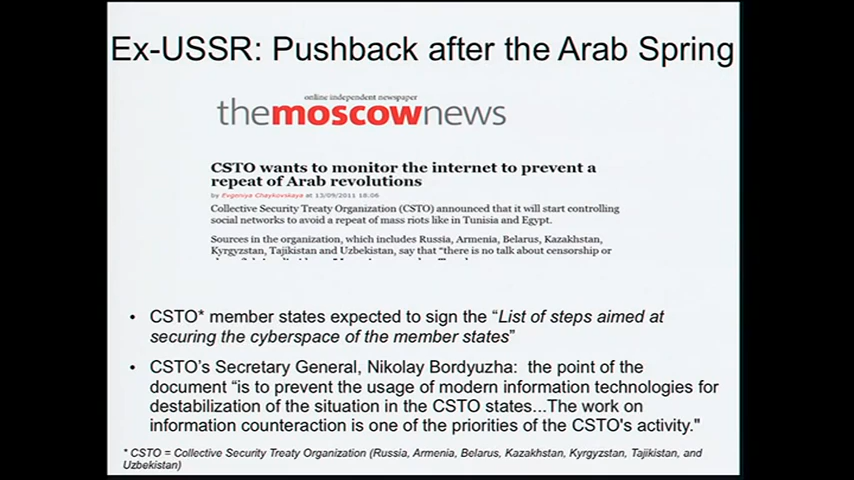 Ex-USSR: Pushback after the Arab Spring
online independent newspaper
themoscownews
CSTO wants to monitor the internet to prevent a
repeat of Arab revolutions
by Evgeniya Chaykovskaya at 13/09/2011 18:06
Collective Security Treaty Organization (CSTO) announced that it will start controlling
social networks to avoid a repeat of mass riots like in Tunisia and Egypt.
Sources in the organization, which includes Russia, Armenia, Belarus, Kazakhstan,
Kyrgyzstan, Tajikistan and Uzbekistan, say that "there is no talk about censorship or
• CSTO* member states expected to sign the “List of steps aimed at
securing the cyberspace of the member states”
• CSTO’s Secretary General, Nikolay Bordyuzha: the point of the
document “is to prevent the usage of modern information technologies for
destabilization of the situation in the CSTO states...The work on
information counteraction is one of the priorities of the CSTO's activity."
* CSTO = Collective Security Treaty Organization (Russia, Armenia, Belarus, Kazakhstan, Kyrgyzstan, Tajikistan, and
Uzbekistan)